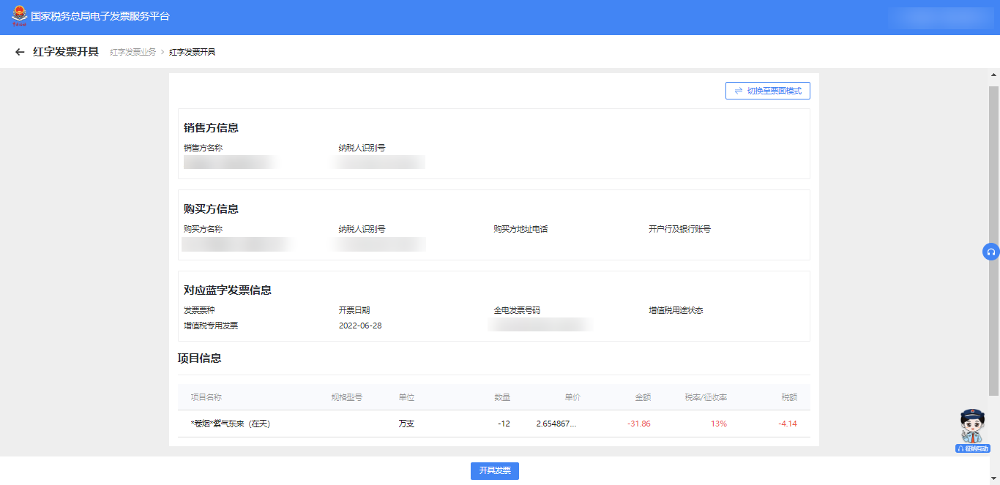 国家税务总局电子发票服务平台
红字发票开具 红字发票业务 > 红字发票开具
切换至票面模式
销售方信息
销售方名称 纳税人识别号
购买方信息
购买方名称 纳税人识别号 购买方地址电话 开户行及银行账号
对应蓝字发票信息
发票票种 开票日期 全电发票号码 增值税用途状态
增值税专用发票 2022-06-28
项目信息
项目名称 规格型号 单位 数量 单价 金额 税率/征收率 税额
*卷烟*紫气东来（在天） 万支 -12 2.654867... -31.86 13% -4.14
征纳互动
开具发票